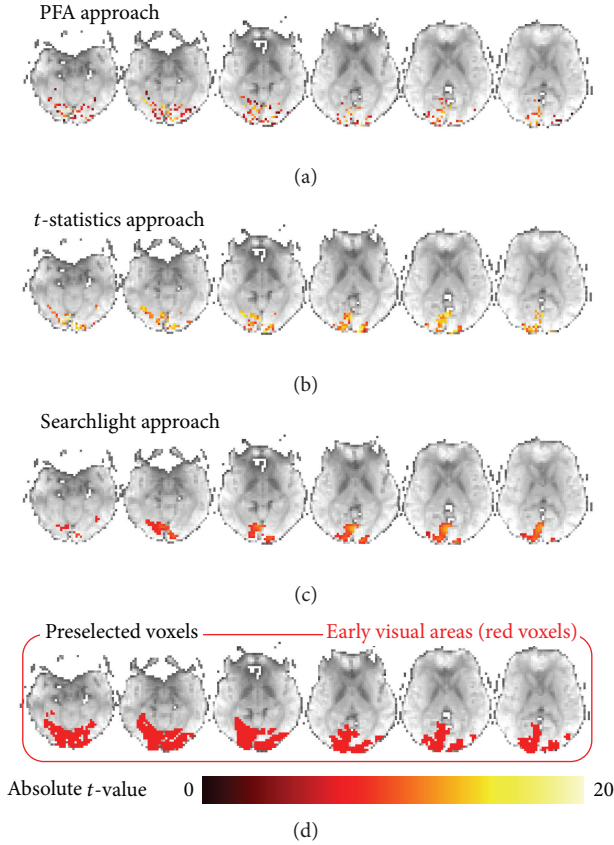 PFA approach
(a)
t-statistics approach
(b)
Searchlight approach
(c)
Preselected voxels
Early visual areas (red voxels)
Absolute t-value 0 20
(d)